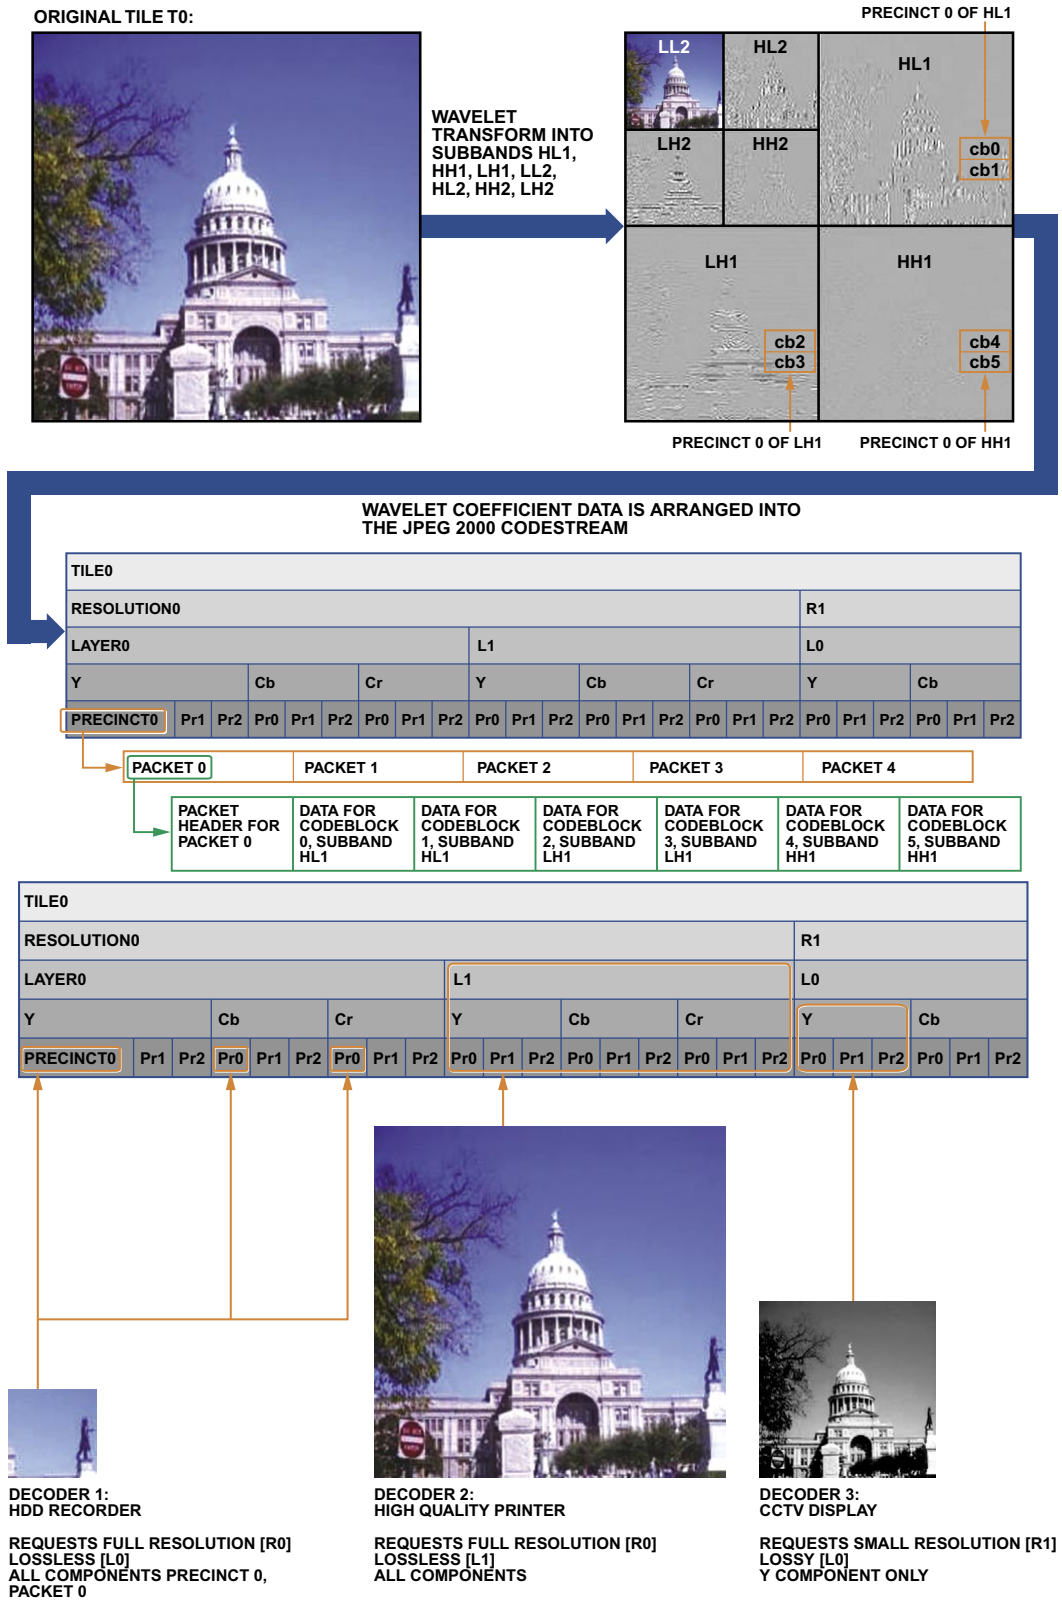 ORIGINAL TILE T0:
PRECINCT 0 OF HL1
WAVELET
TRANSFORM INTO
SUBBANDS HL1,
HH1, LH1, LL2,
HL2, HH2, LH2
LL2
HL2
HL1
LH2
HH2
cb0
cb1
LH1
HH1
cb2
cb3
cb4
cb5
PRECINCT 0 OF LH1
PRECINCT 0 OF HH1
WAVELET COEFFICIENT DATA IS ARRANGED INTO
THE JPEG 2000 CODESTREAM
TILE0
RESOLUTION0 R1
LAYER0 L1 L0
Y Cb Cr Y Cb Cr Y Cb
PRECINCT0 Pr1 Pr2 Pr0 Pr1 Pr2 Pr0 Pr1 Pr2 Pr0 Pr1 Pr2 Pr0 Pr1 Pr2 Pr0 Pr1 Pr2 Pr0 Pr1 Pr2 Pr0 Pr1 Pr2
PACKET 0 PACKET 1 PACKET 2 PACKET 3 PACKET 4
PACKET
HEADER FOR
PACKET 0
DATA FOR
CODEBLOCK
0, SUBBAND
HL1
DATA FOR
CODEBLOCK
1, SUBBAND
HL1
DATA FOR
CODEBLOCK
2, SUBBAND
LH1
DATA FOR
CODEBLOCK
3, SUBBAND
LH1
DATA FOR
CODEBLOCK
4, SUBBAND
HH1
DATA FOR
CODEBLOCK
5, SUBBAND
HH1
TILE0
RESOLUTION0 R1
LAYER0 L1 L0
Y Cb Cr Y Cb Cr Y Cb
PRECINCT0 Pr1 Pr2 Pr0 Pr1 Pr2 Pr0 Pr1 Pr2 Pr0 Pr1 Pr2 Pr0 Pr1 Pr2 Pr0 Pr1 Pr2 Pr0 Pr1 Pr2 Pr0 Pr1 Pr2
DECODER 1:
HDD RECORDER
REQUESTS FULL RESOLUTION [R0]
LOSSLESS [L0]
ALL COMPONENTS PRECINCT 0,
PACKET 0
DECODER 2:
HIGH QUALITY PRINTER
REQUESTS FULL RESOLUTION [R0]
LOSSLESS [L1]
ALL COMPONENTS
DECODER 3:
CCTV DISPLAY
REQUESTS SMALL RESOLUTION [R1]
LOSSY [L0]
Y COMPONENT ONLY